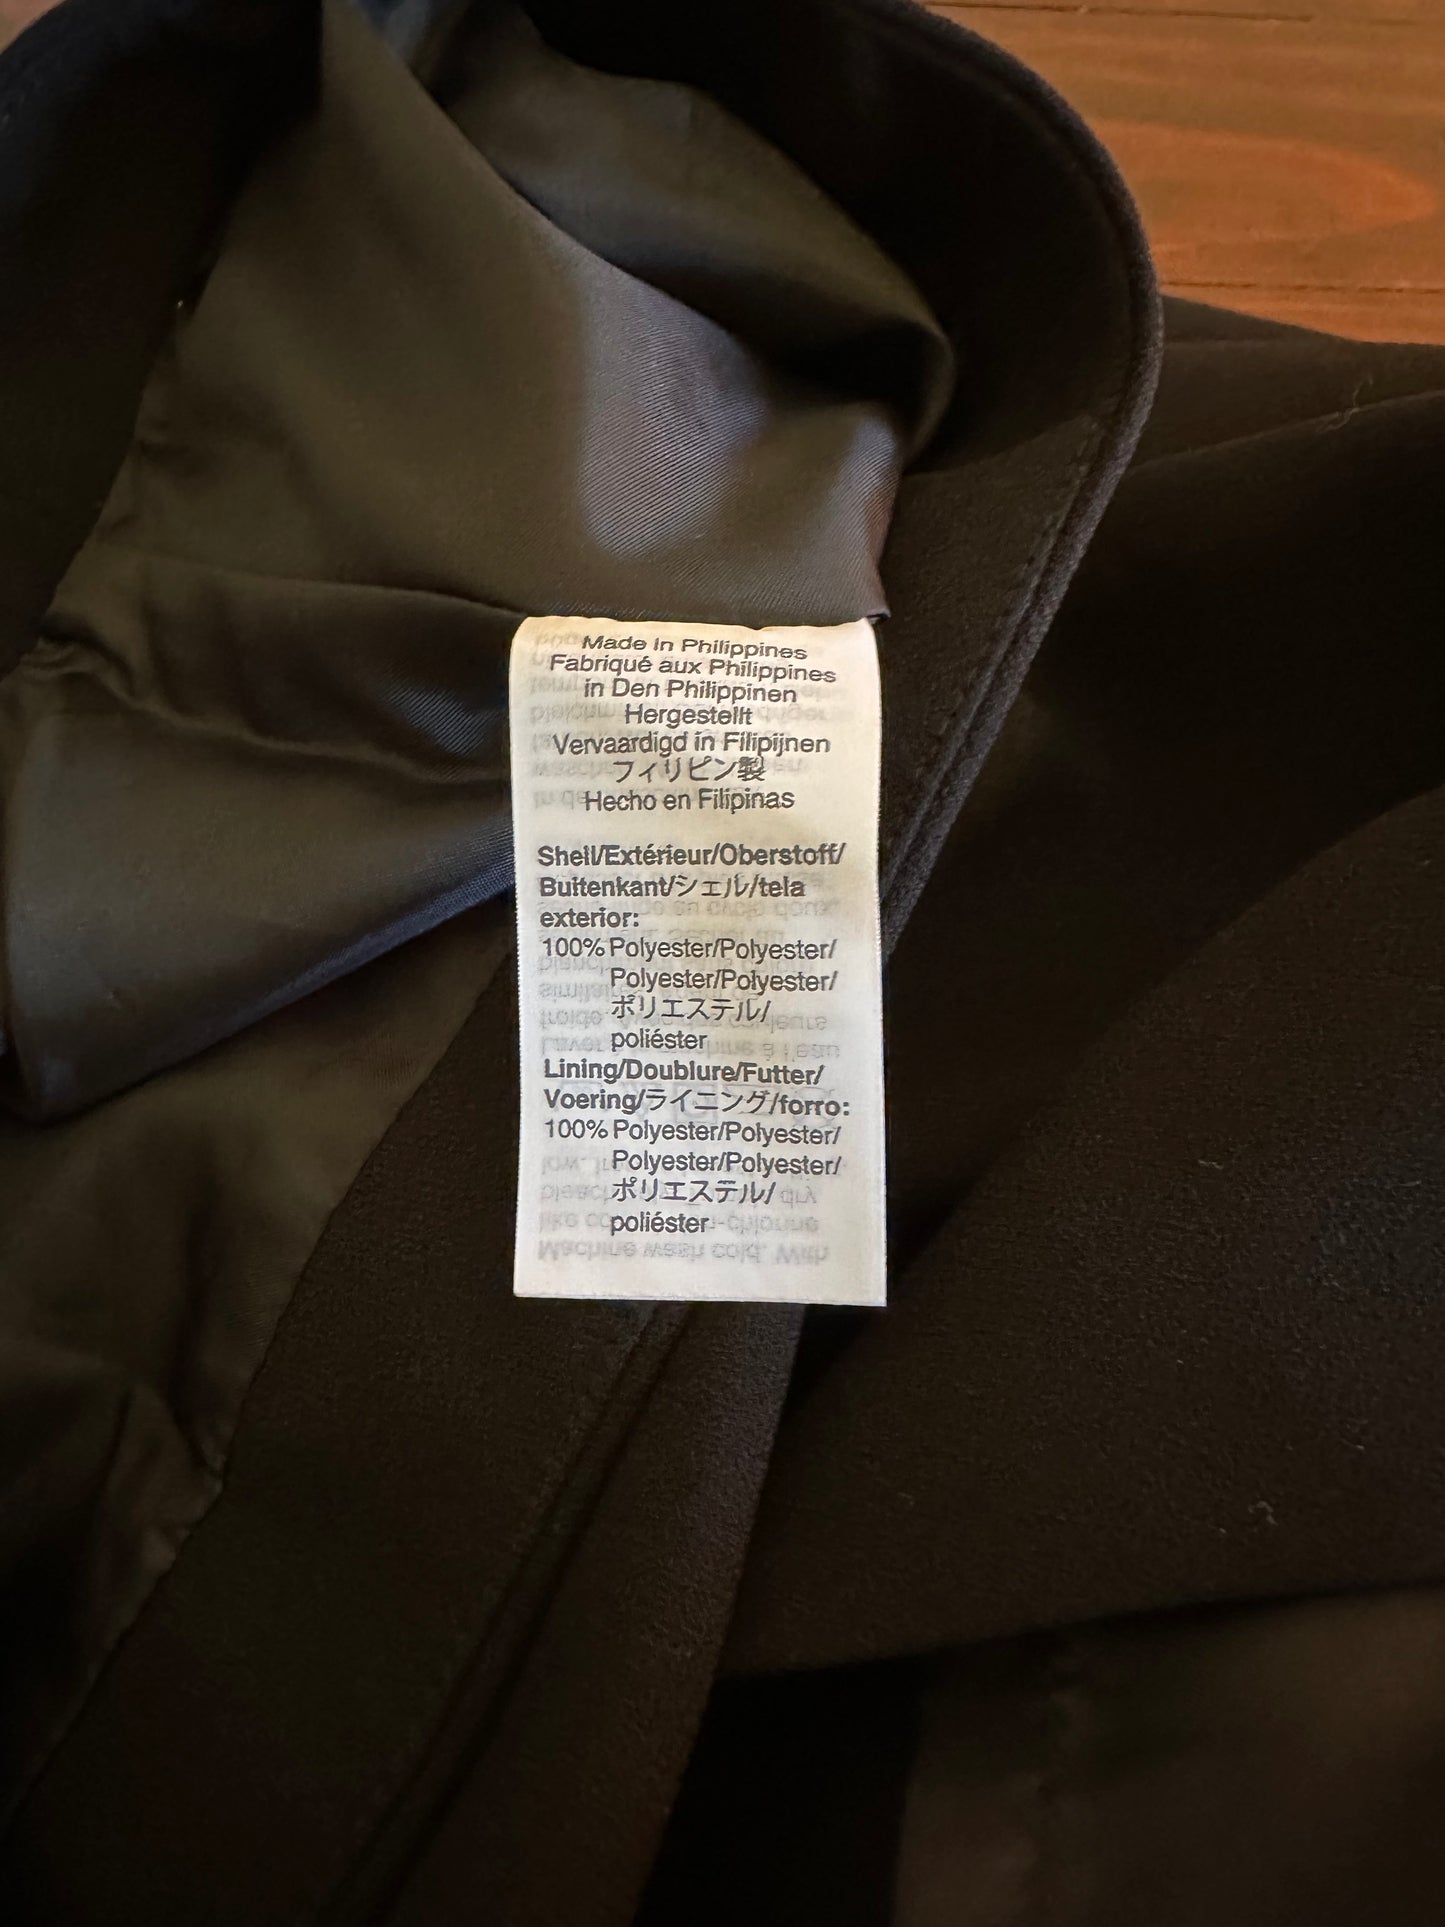 Made In Philippines
Fabriqué aux Philippines
in Den Philippinen
Hergestellt
Vervaardigd in Filipijnen
フィリピン製
Hecho en Filipinas
Shell/Extérieur/Oberstoff/
Buitenkant/シェル/tela
exterior:
100% Polyester/Polyester/
Polyester/Polyester/
ポリエステル/
poliéster
Lining/Doublure/Futter/
Voering/ライニング/forro:
100% Polyester/Polyester/
Polyester/Polyester/
ポリエステル/
poliéster